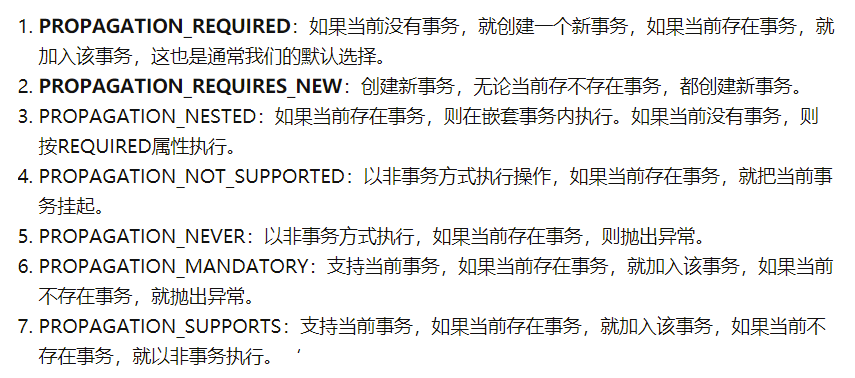 1. PROPAGATION_REQUIRED：如果当前没有事务，就创建一个新事务，如果当前存在事务，就
加入该事务，这也是通常我们的默认选择。
2. PROPAGATION_REQUIRES_NEW：创建新事务，无论当前存不存在事务，都创建新事务。
3. PROPAGATION_NESTED：如果当前存在事务，则在嵌套事务内执行。如果当前没有事务，则
按REQUIRED属性执行。
4. PROPAGATION_NOT_SUPPORTED：以非事务方式执行操作，如果当前存在事务，就把当前事
务挂起。
5. PROPAGATION_NEVER：以非事务方式执行，如果当前存在事务，则抛出异常。
6. PROPAGATION_MANDATORY：支持当前事务，如果当前存在事务，就加入该事务，如果当前
不存在事务，就抛出异常。
7. PROPAGATION_SUPPORTS：支持当前事务，如果当前存在事务，就加入该事务，如果当前不
存在事务，就以非事务执行。 ‘